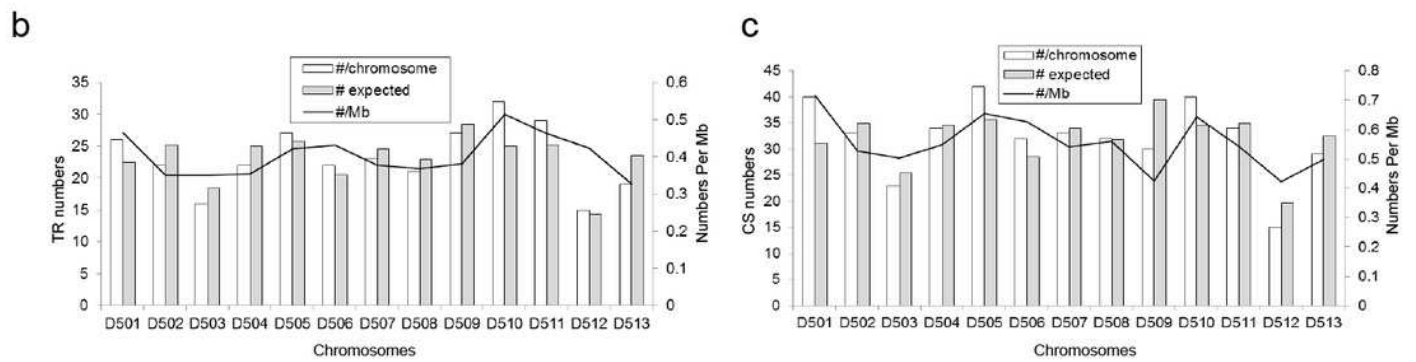 b
#/chromosome
# expected
#/Mb
35
30
25
20
15
10
5
0
TR numbers
0.6
0.5
0.4
0.3
0.2
0.1
0
Numbers Per Mb
D501 D502 D503 D504 D505 D506 D507 D508 D509 D510 D511 D512 D513
Chromosomes
c
#/chromosome
# expected
#/Mb
45
40
35
30
25
20
15
10
5
0
CS numbers
0.8
0.7
0.6
0.5
0.4
0.3
0.2
0.1
0
Numbers Per Mb
D501 D502 D503 D504 D505 D506 D507 D508 D509 D510 D511 D512 D513
Chromosomes